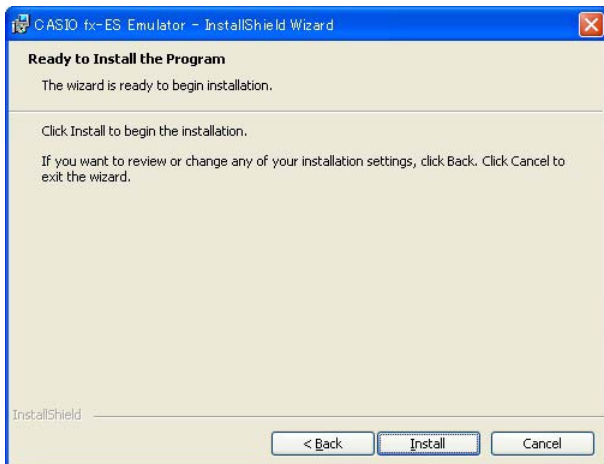 CASIO fx-ES Emulator - InstallShield Wizard
Ready to Install the Program
The wizard is ready to begin installation.
Click Install to begin the installation.
If you want to review or change any of your installation settings, click Back. Click Cancel to
exit the wizard.
InstallShield
< Back
Install
Cancel